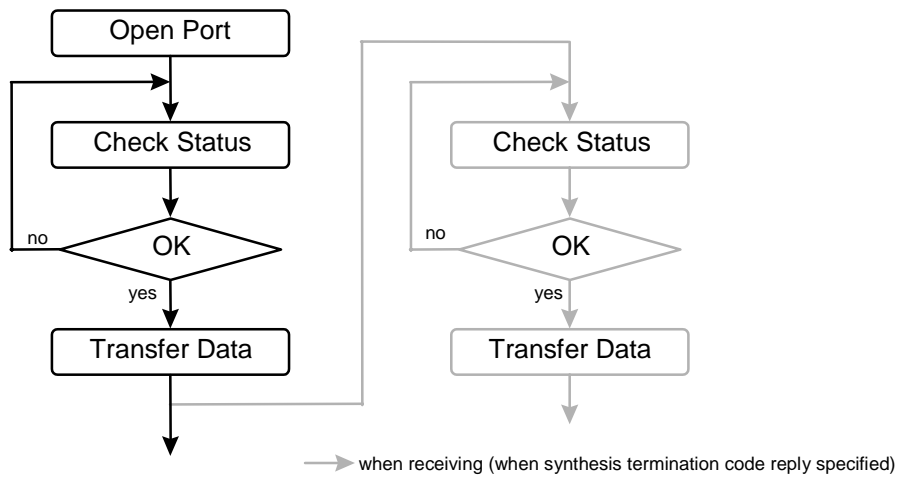 Open Port
Check Status
no
OK
yes
Transfer Data
Check Status
no
OK
yes
Transfer Data
when receiving (when synthesis termination code reply specified)